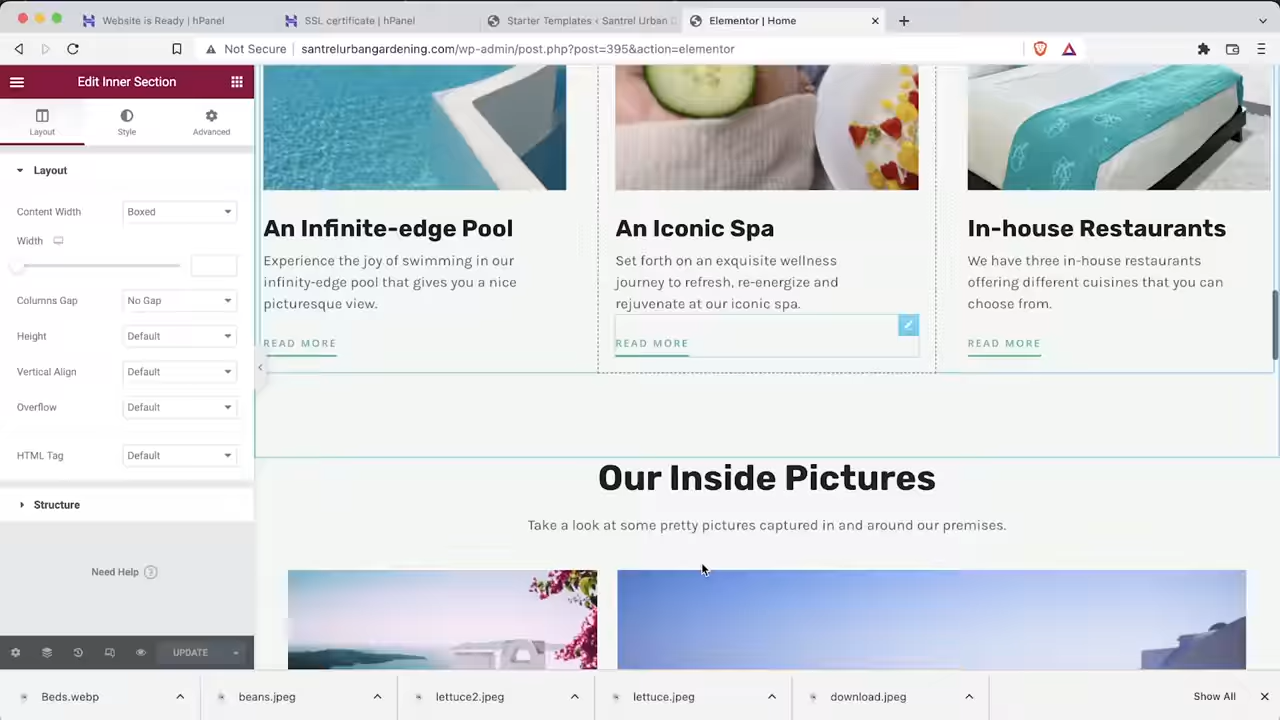 Website is Ready | hPanel
SSL certificate | hPanel
Starter Templates ‹ Santrel Urban
Elementor | Home
Not Secure
santrelurbangardening.com/wp-admin/post.php?post=395&action=elementor
Edit Inner Section
Layout
Style
Advanced
Layout
Content Width
Boxed
Width
Columns Gap
No Gap
Height
Default
Vertical Align
Default
Overflow
Default
HTML Tag
Default
Structure
Need Help
?
UPDATE
An Infinite-edge Pool
Experience the joy of swimming in our
infinity-edge pool that gives you a nice
picturesque view.
READ MORE
An Iconic Spa
Set forth on an exquisite wellness
journey to refresh, re-energize and
rejuvenate at our iconic spa.
READ MORE
In-house Restaurants
We have three in-house restaurants
offering different cuisines that you can
choose from.
READ MORE
Our Inside Pictures
Take a look at some pretty pictures captured in and around our premises.
Beds.webp
beans.jpeg
lettuce2.jpeg
lettuce.jpeg
download.jpeg
Show All